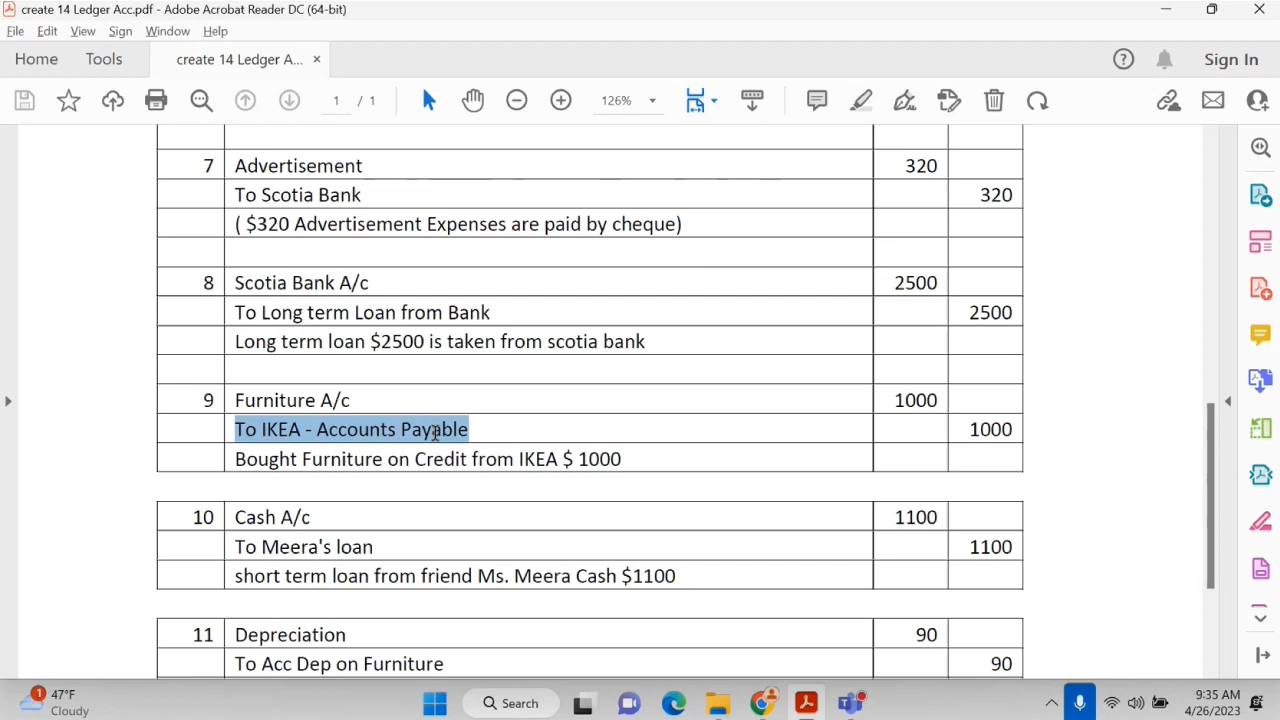 create 14 Ledger Acc.pdf - Adobe Acrobat Reader DC (64-bit)
File Edit View Sign Window Help
Home Tools create 14 Ledger A... × Sign In
1 / 1 126%
7 Advertisement 320
To Scotia Bank 320
( $320 Advertisement Expenses are paid by cheque)
8 Scotia Bank A/c 2500
To Long term Loan from Bank 2500
Long term loan $2500 is taken from scotia bank
9 Furniture A/c 1000
To IKEA - Accounts Payable 1000
Bought Furniture on Credit from IKEA $ 1000
10 Cash A/c 1100
To Meera's loan 1100
short term loan from friend Ms. Meera Cash $1100
11 Depreciation 90
To Acc Dep on Furniture 90
1 47°F
Cloudy
Search
9:35 AM
4/26/2023